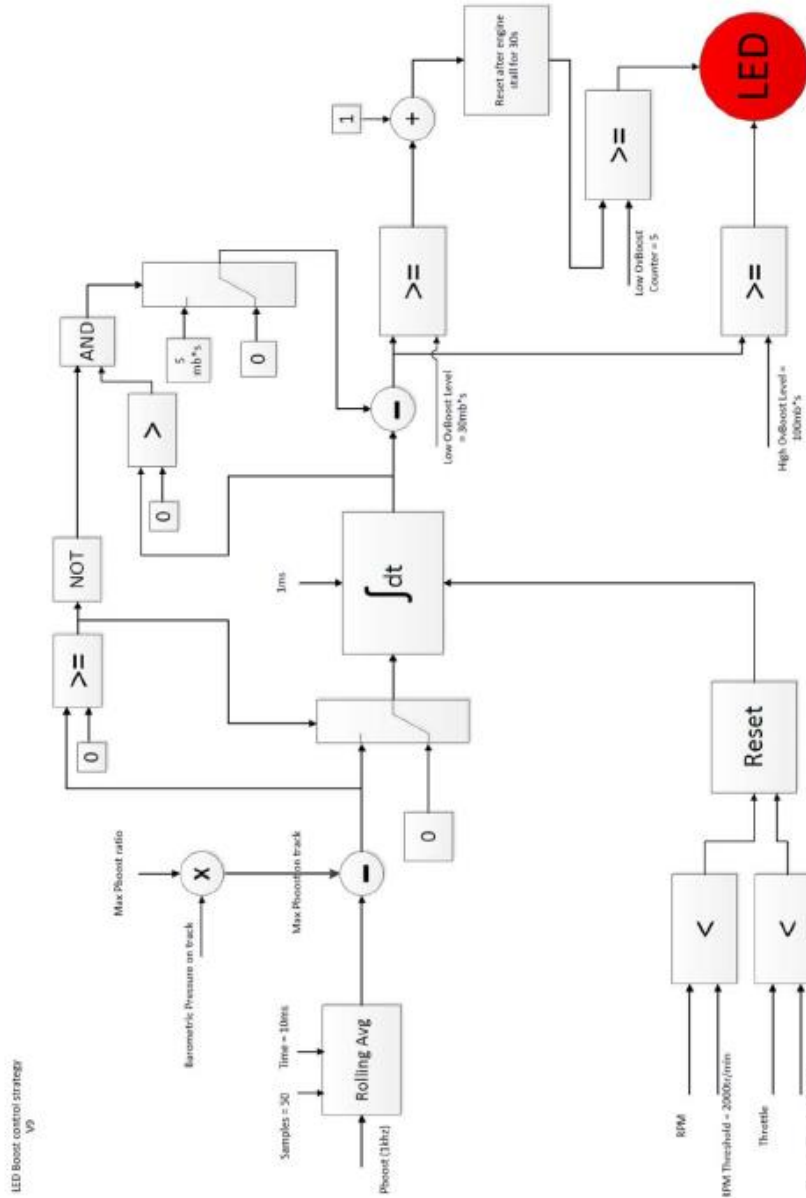 LED Boost control strategy
V9
Max Pboost ratio
Barometric Pressure on track
X
Max Pboost on track
Samples = 50
Time = 10ms
Pboost (1khz)
Rolling Avg
-
0
>=
0
NOT
0
>
AND
5
mb*s
0
1ms
∫dt
-
Low OvBoost Level
= 30mb*s
>=
1
+
Reset after engine
stall for 30s
Low OvBoost
Counter = 5
>=
High OvBoost Level =
100mb*s
>=
LED
RPM
RPM Threshold = 2000tr/min
<
Throttle
<
Reset